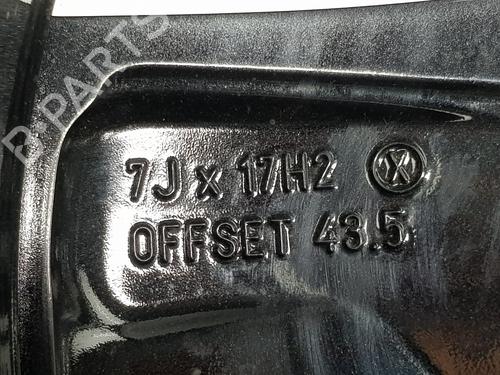 B-PARTS
7J x 17H2 X
OFFSET 43.5